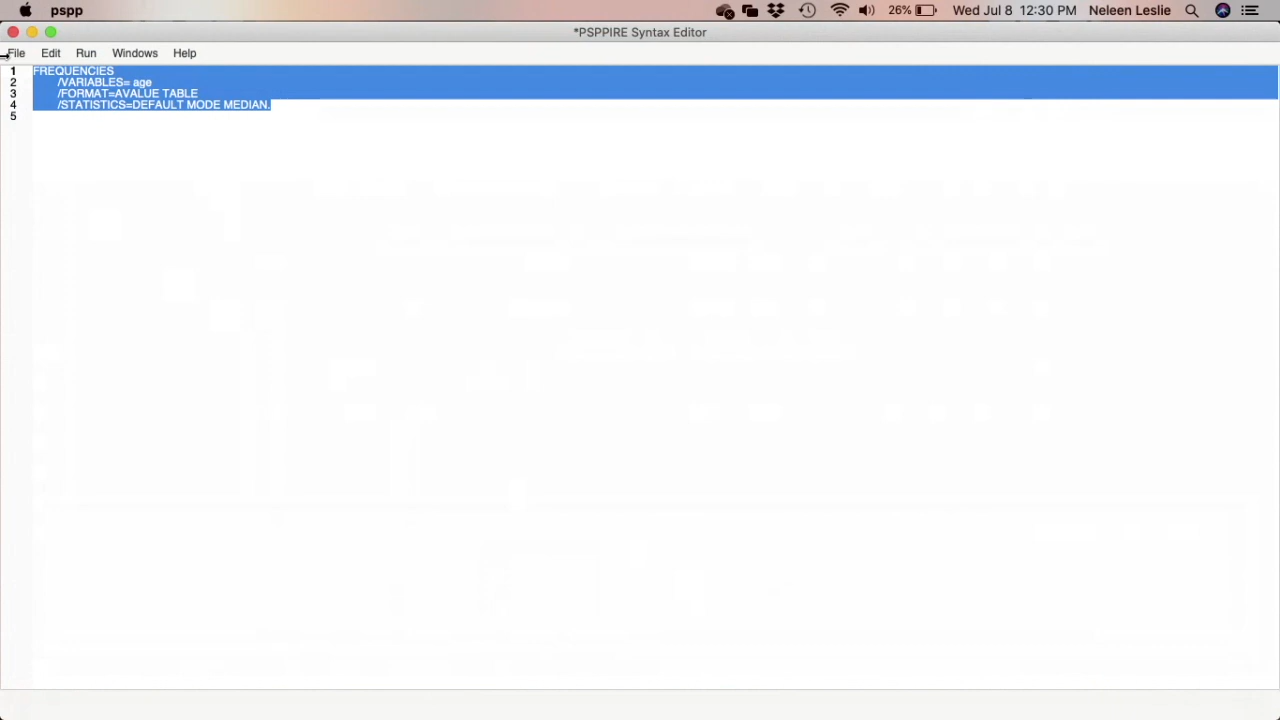 pspp 26% Wed Jul 8 12:30 PM Neleen Leslie
*PSPPIRE Syntax Editor
File Edit Run Windows Help
1 FREQUENCIES
2 /VARIABLES= age
3 /FORMAT=AVALUE TABLE
4 /STATISTICS=DEFAULT MODE MEDIAN.
5